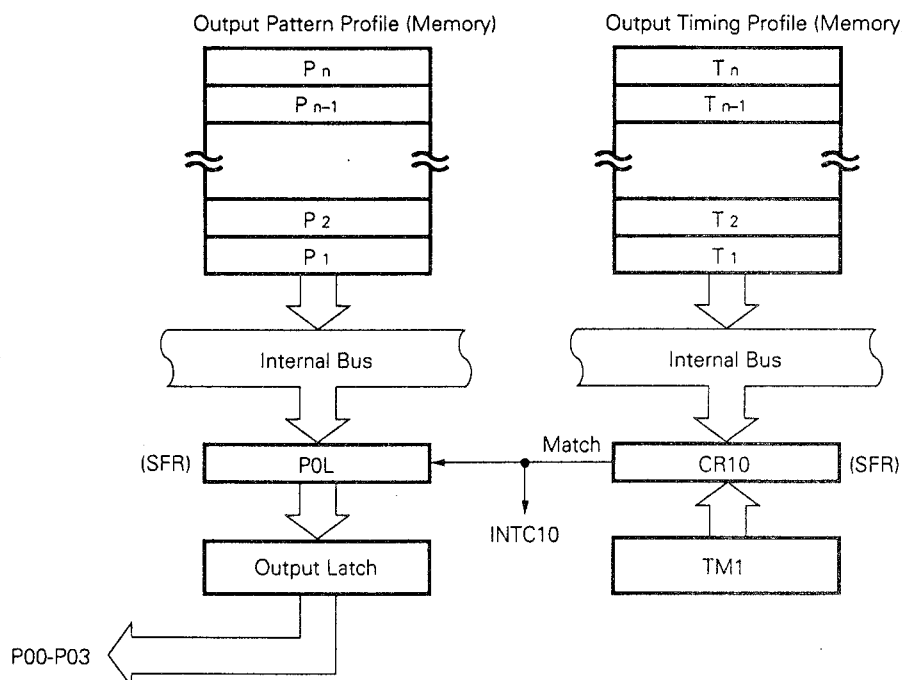 Output Pattern Profile (Memory)
Output Timing Profile (Memory
P n
P n-1
P 2
P 1
T n
T n-1
T 2
T 1
Internal Bus
Internal Bus
(SFR)
P0L
Match
CR10
(SFR)
INTC10
Output Latch
TM1
P00-P03